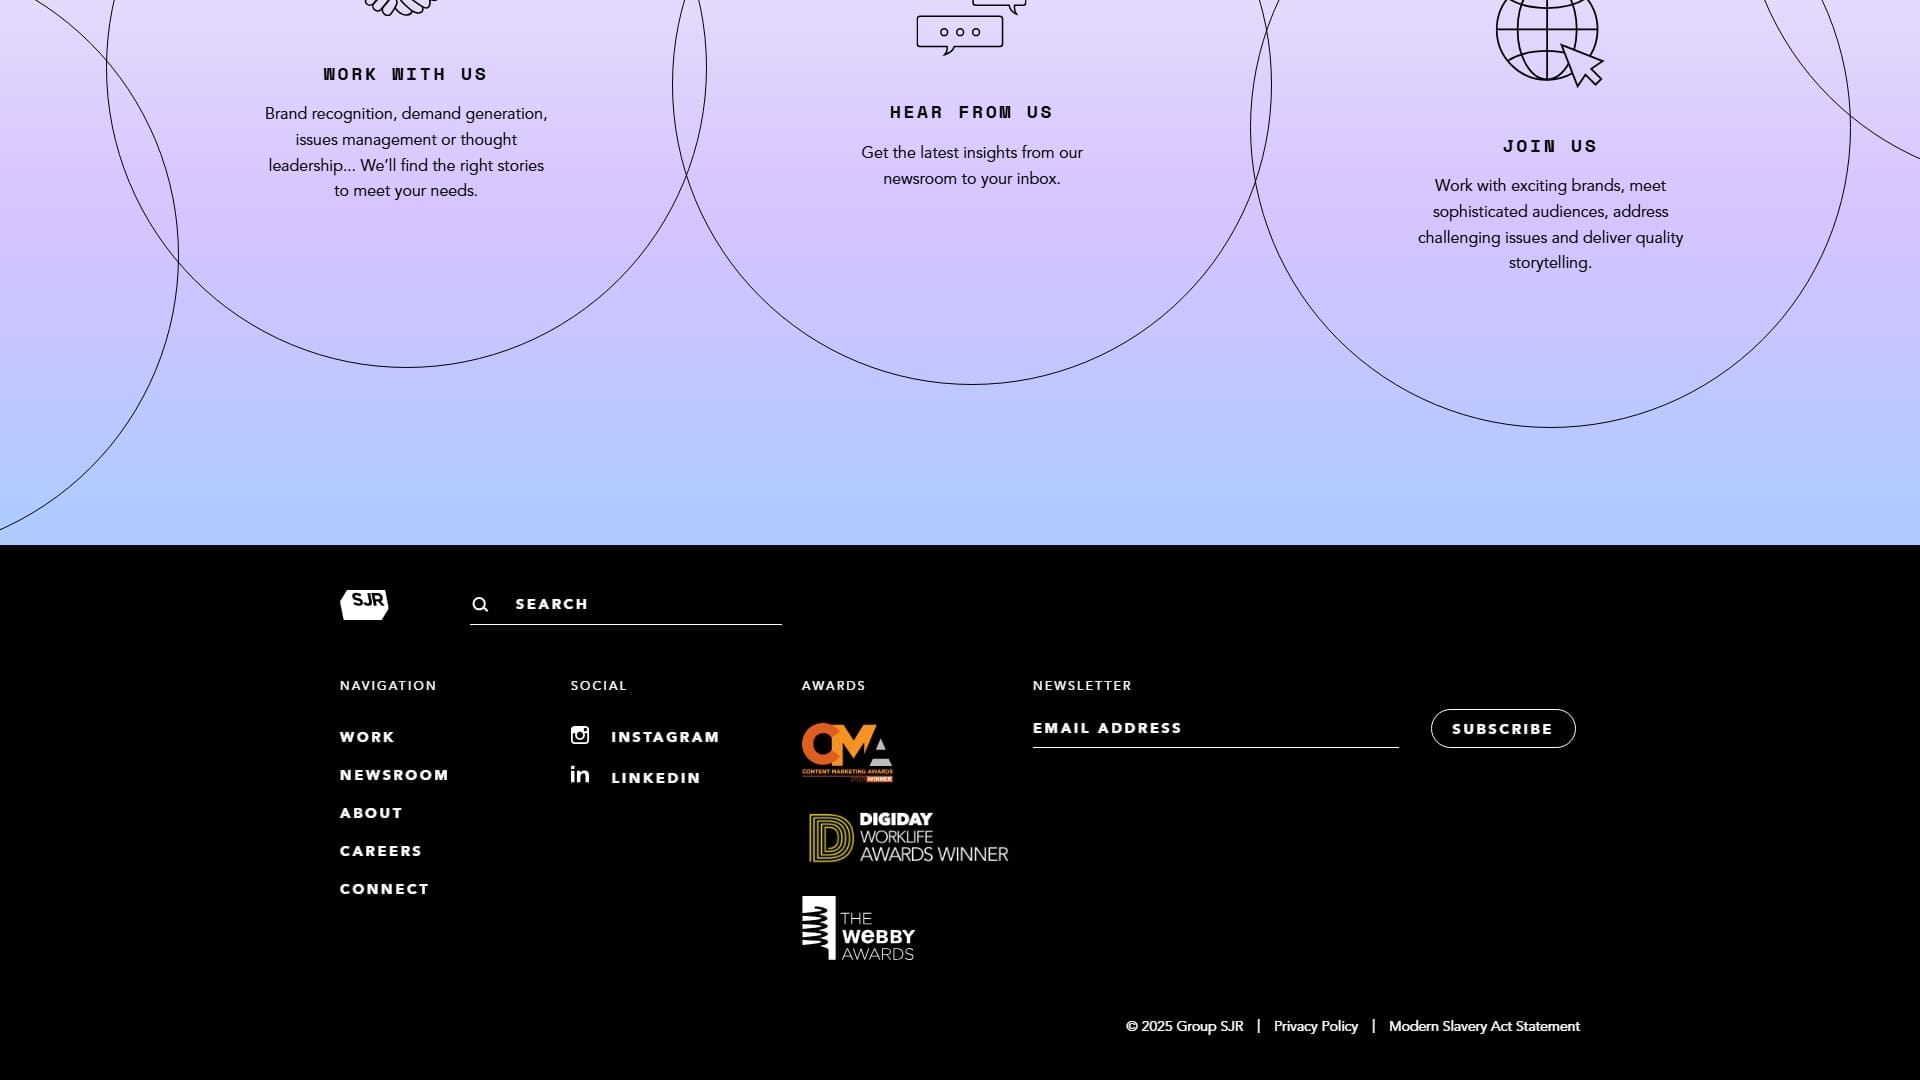 WORK WITH US
Brand recognition, demand generation,
issues management or thought
leadership... We’ll find the right stories
to meet your needs.
HEAR FROM US
Get the latest insights from our
newsroom to your inbox.
JOIN US
Work with exciting brands, meet
sophisticated audiences, address
challenging issues and deliver quality
storytelling.
SJR
SEARCH
NAVIGATION
WORK
NEWSROOM
ABOUT
CAREERS
CONNECT
SOCIAL
INSTAGRAM
LINKEDIN
AWARDS
CMA
CONTENT MARKETING AWARDS
WINNER
DIGIDAY
WORKLIFE
AWARDS WINNER
THE
WEBBY
AWARDS
NEWSLETTER
EMAIL ADDRESS
SUBSCRIBE
© 2025 Group SJR | Privacy Policy | Modern Slavery Act Statement